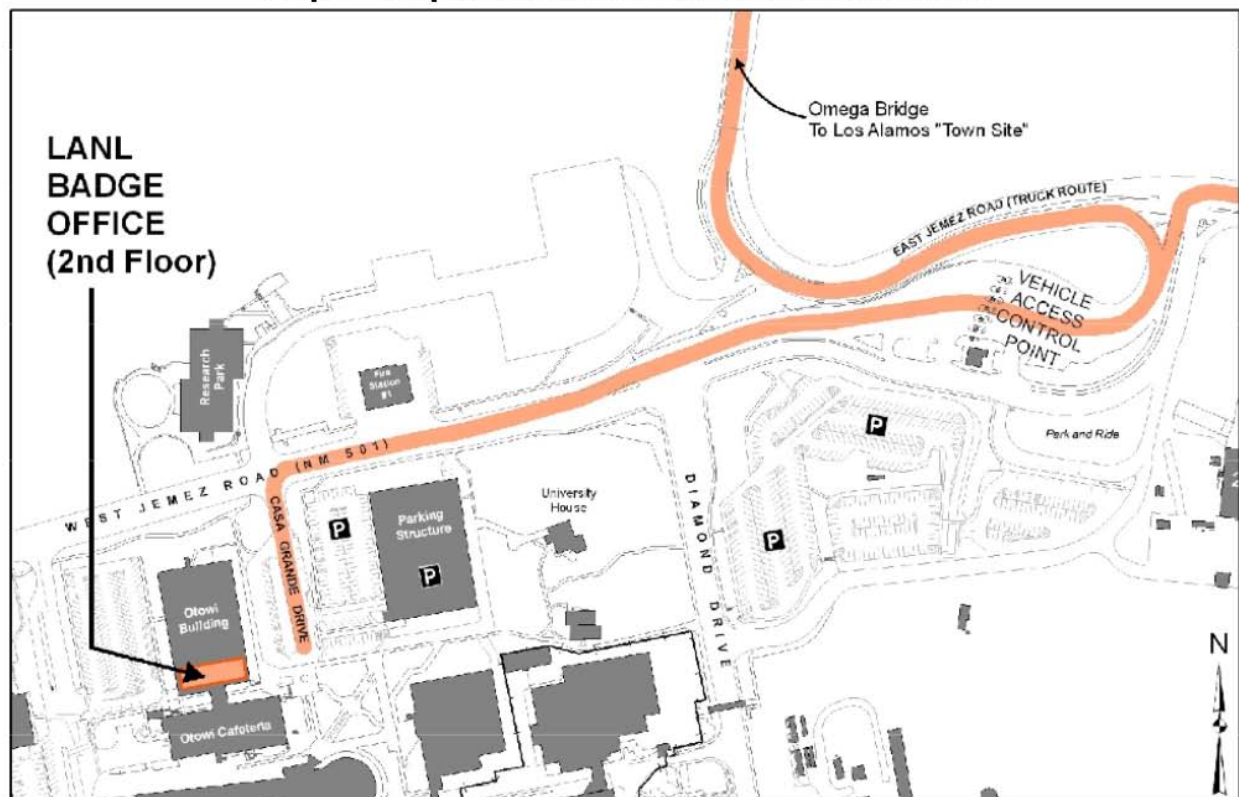 LANL
BADGE
OFFICE
(2nd Floor)
Omega Bridge
To Los Alamos "Town Site"
EAST JEMEZ ROAD (TRUCK ROUTE)
VEHICLE
ACCESS
CONTROL
POINT
Research
Park
Fire
Station
#1
Park and Ride
P
WEST JEMEZ ROAD (NM 501)
CASA GRANDE DRIVE
P
Parking
Structure
P
University
House
DIAMOND DRIVE
P
Otowi
Building
Otowi Cafeteria
N